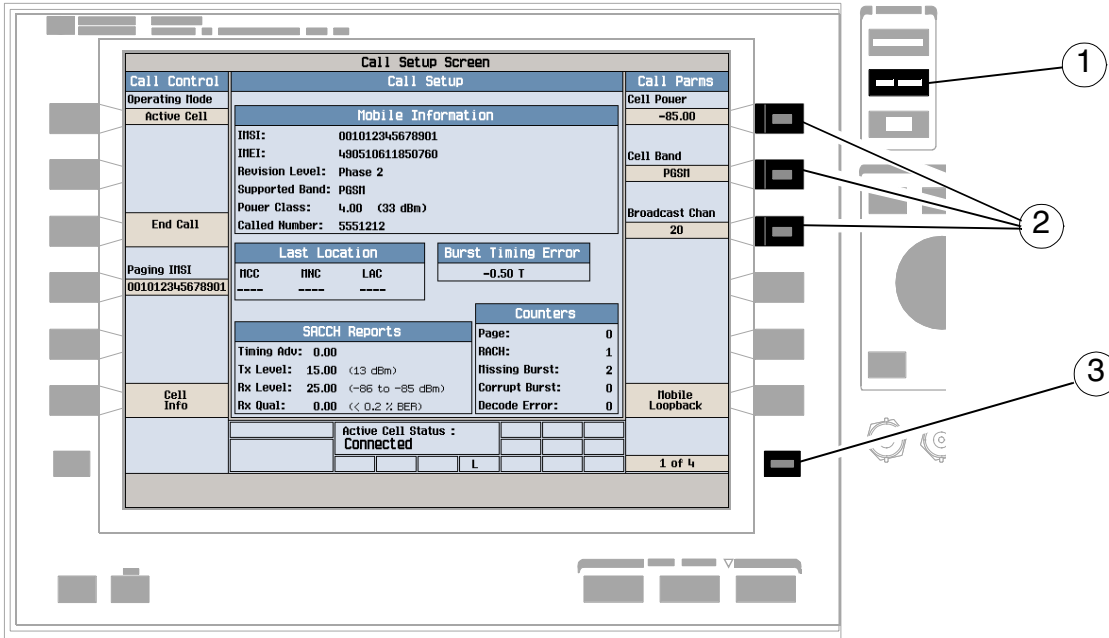 Call Setup Screen
Call Control
Call Setup
Call Parms
Operating Mode
Active Cell
End Call
Paging IMSI
001012345678901
Cell
Info
Mobile Information
IMSI: 001012345678901
IMEI: 490510611850760
Revision Level: Phase 2
Supported Band: PGSM
Power Class: 4.00 (33 dBm)
Called Number: 5551212
Last Location
MCC MNC LAC
---- ---- ----
Burst Timing Error
-0.50 T
SACCH Reports
Timing Adv: 0.00
Tx Level: 15.00 (13 dBm)
Rx Level: 25.00 (-86 to -85 dBm)
Rx Qual: 0.00 (< 0.2 % BER)
Counters
Page: 0
RACH: 1
Missing Burst: 2
Corrupt Burst: 0
Decode Error: 0
Active Cell Status :
Connected
L
Cell Power
-85.00
Cell Band
PGSM
Broadcast Chan
20
Mobile
Loopback
1 of 4
1
2
3